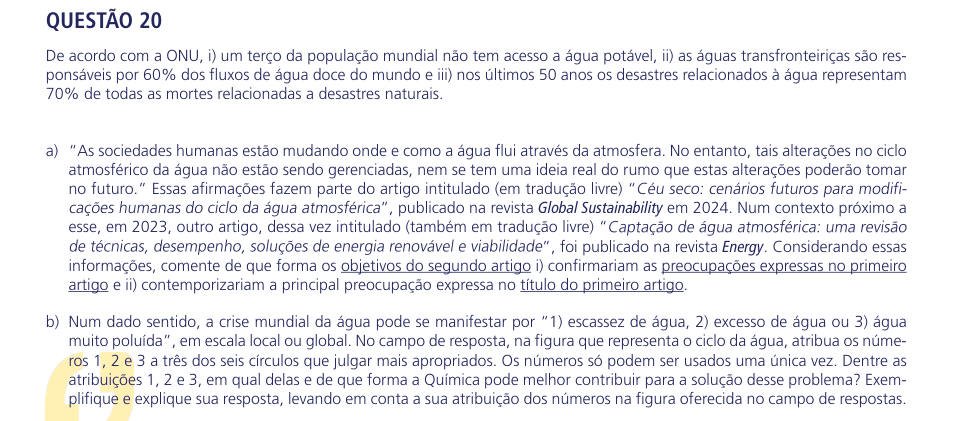 QUESTÃO 20
De acordo com a ONU, i) um terço da população mundial não tem acesso a água potável, ii) as águas transfronteiriças são res-
ponsáveis por 60% dos fluxos de água doce do mundo e iii) nos últimos 50 anos os desastres relacionados à água representam
70% de todas as mortes relacionadas a desastres naturais.
a) “As sociedades humanas estão mudando onde e como a água flui através da atmosfera. No entanto, tais alterações no ciclo
atmosférico da água não estão sendo gerenciadas, nem se tem uma ideia real do rumo que estas alterações poderão tomar
no futuro.” Essas afirmações fazem parte do artigo intitulado (em tradução livre) “Céu seco: cenários futuros para modifi-
cações humanas do ciclo da água atmosférica”, publicado na revista Global Sustainability em 2024. Num contexto próximo a
esse, em 2023, outro artigo, dessa vez intitulado (também em tradução livre) “Captação de água atmosférica: uma revisão
de técnicas, desempenho, soluções de energia renovável e viabilidade”, foi publicado na revista Energy. Considerando essas
informações, comente de que forma os objetivos do segundo artigo i) confirmariam as preocupações expressas no primeiro
artigo e ii) contemporizariam a principal preocupação expressa no título do primeiro artigo.
b) Num dado sentido, a crise mundial da água pode se manifestar por “1) escassez de água, 2) excesso de água ou 3) água
muito poluída”, em escala local ou global. No campo de resposta, na figura que representa o ciclo da água, atribua os núme-
ros 1, 2 e 3 a três dos seis círculos que julgar mais apropriados. Os números só podem ser usados uma única vez. Dentre as
atribuições 1, 2 e 3, em qual delas e de que forma a Química pode melhor contribuir para a solução desse problema? Exem-
plifique e explique sua resposta, levando em conta a sua atribuição dos números na figura oferecida no campo de respostas.